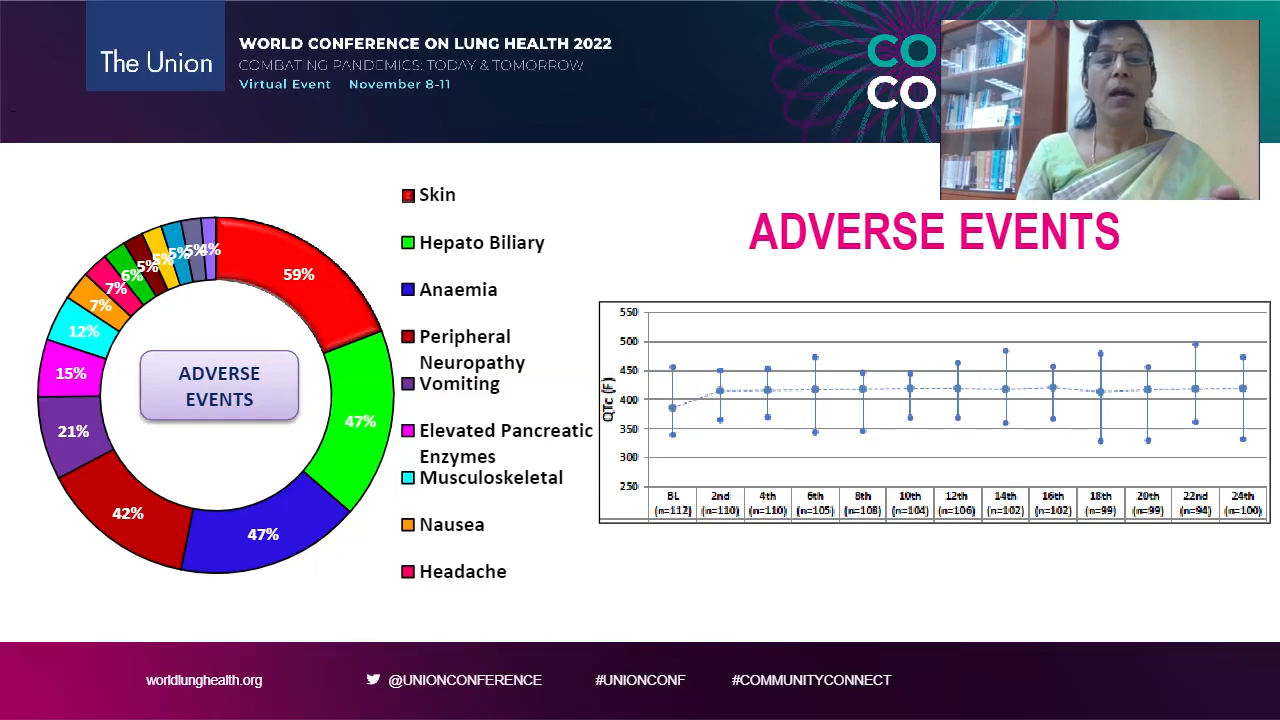 The Union
WORLD CONFERENCE ON LUNG HEALTH 2022
COMBATING PANDEMICS: TODAY & TOMORROW
Virtual Event November 8-11
CO
CO
ADVERSE EVENTS
Skin
Hepato Biliary
Anaemia
Peripheral
Neuropathy
Vomiting
Elevated Pancreatic
Enzymes
Musculoskeletal
Nausea
Headache
59%
47%
47%
42%
21%
15%
12%
7%
7%
6%
5%
5%
5%
5%
4%
ADVERSE
EVENTS
QTc (F)
550
500
450
400
350
300
250
BL 2nd 4th 6th 8th 10th 12th 14th 16th 18th 20th 22nd 24th
(n=112) (n=110) (n=110) (n=105) (n=108) (n=104) (n=106) (n=102) (n=102) (n=99) (n=99) (n=94) (n=100)
worldlunghealth.org @UNIONCONFERENCE #UNIONCONF #COMMUNITYCONNECT